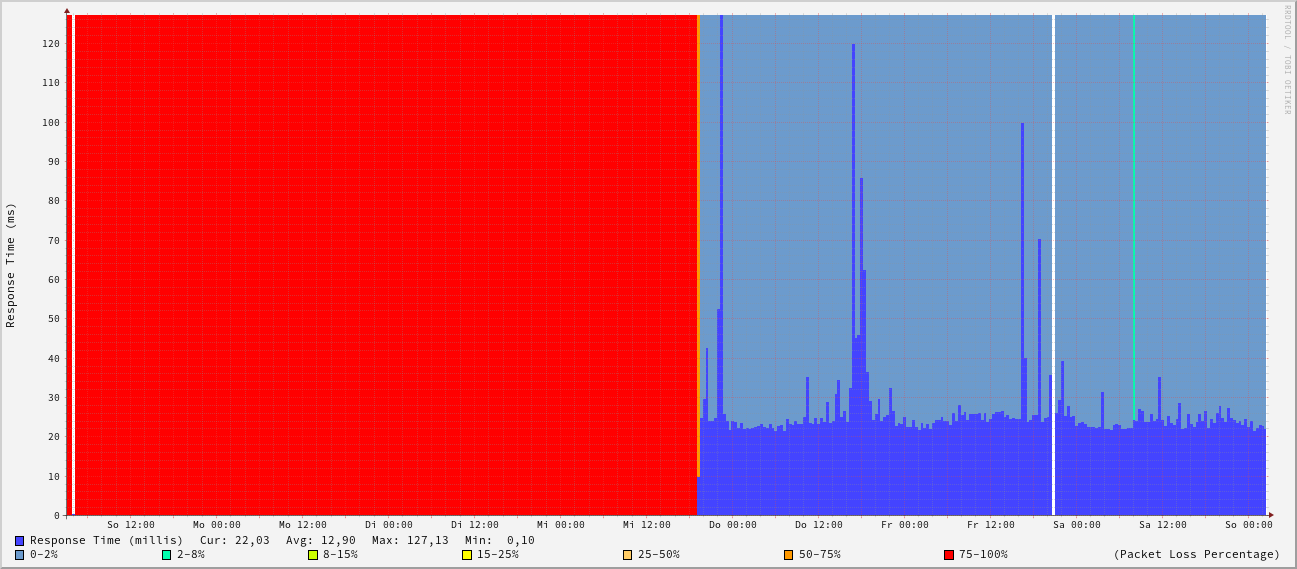 RRDTOOL / TOBI OETIKER
Response Time (ms)
120
110
100
90
80
70
60
50
40
30
20
10
0
So 12:00 Mo 00:00 Mo 12:00 Di 00:00 Di 12:00 Mi 00:00 Mi 12:00 Do 00:00 Do 12:00 Fr 00:00 Fr 12:00 Sa 00:00 Sa 12:00 So 00:00
Response Time (millis) Cur: 22,03 Avg: 12,90 Max: 127,13 Min: 0,10
0-2% 2-8% 8-15% 15-25% 25-50% 50-75% 75-100% (Packet Loss Percentage)